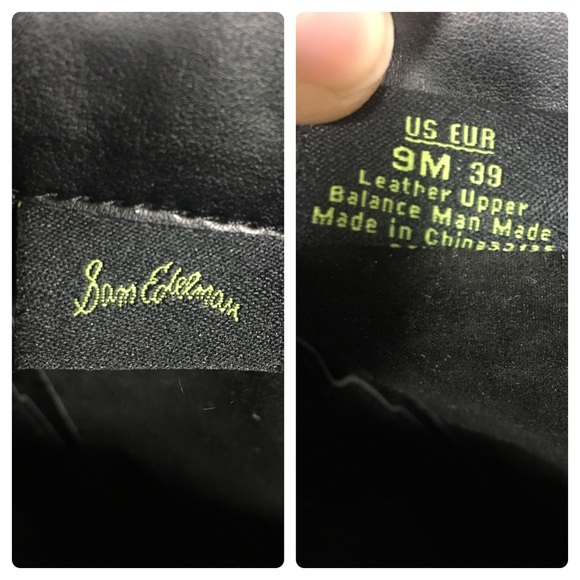 Sam Edelman
US EUR
9M 39
Leather Upper
Balance Man Made
Made in China